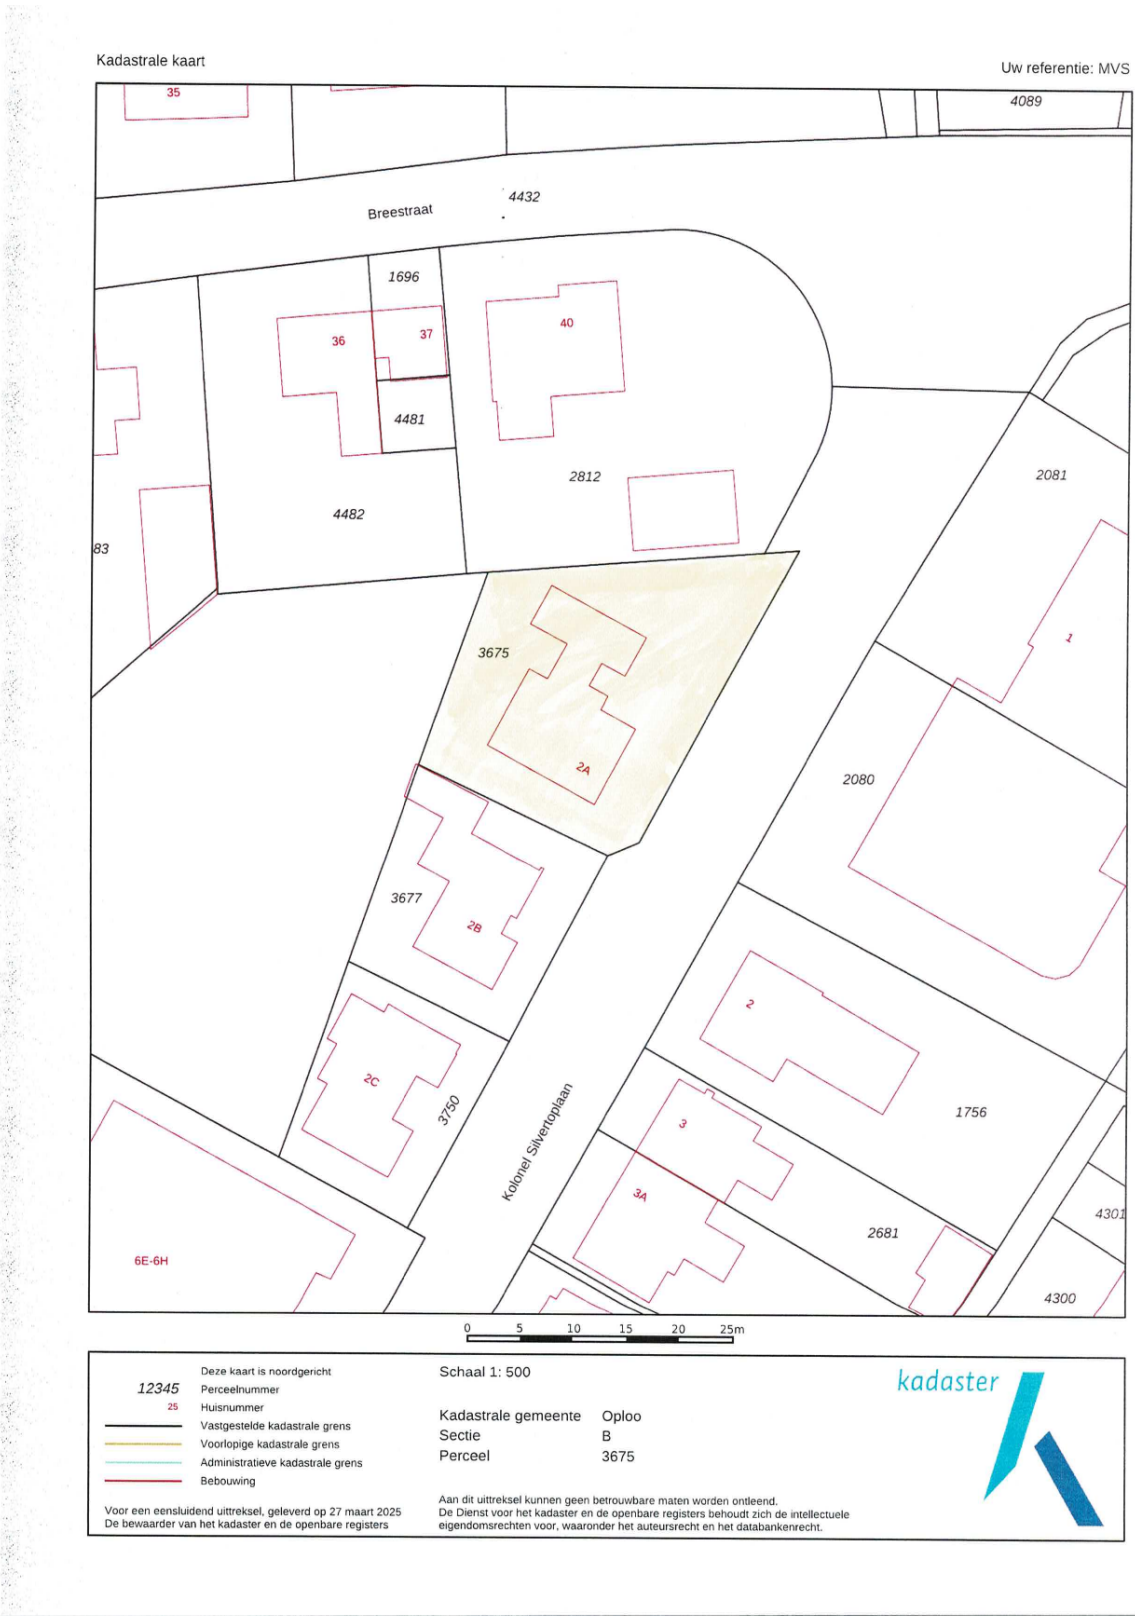 Kadastrale kaart
Uw referentie: MVS
35
4089
4432
Breestraat
1696
36
37
40
4481
2812
2081
4482
83
1
3675
2A
2080
3677
2B
2
2C
3750
Kolonel Silvertoplaan
1756
3
3A
2681
4301
6E-6H
4300
0 5 10 15 20 25m
Deze kaart is noordgericht
12345 Perceelnummer
25 Huisnummer
Vastgestelde kadastrale grens
Voorlopige kadastrale grens
Administratieve kadastrale grens
Bebouwing
Voor een eensluidend uittreksel, geleverd op 27 maart 2025
De bewaarder van het kadaster en de openbare registers
Schaal 1: 500
Kadastrale gemeente Oploo
Sectie B
Perceel 3675
Aan dit uittreksel kunnen geen betrouwbare maten worden ontleend.
De Dienst voor het kadaster en de openbare registers behoudt zich de intellectuele
eigendomsrechten voor, waaronder het auteursrecht en het databankenrecht.
kadaster